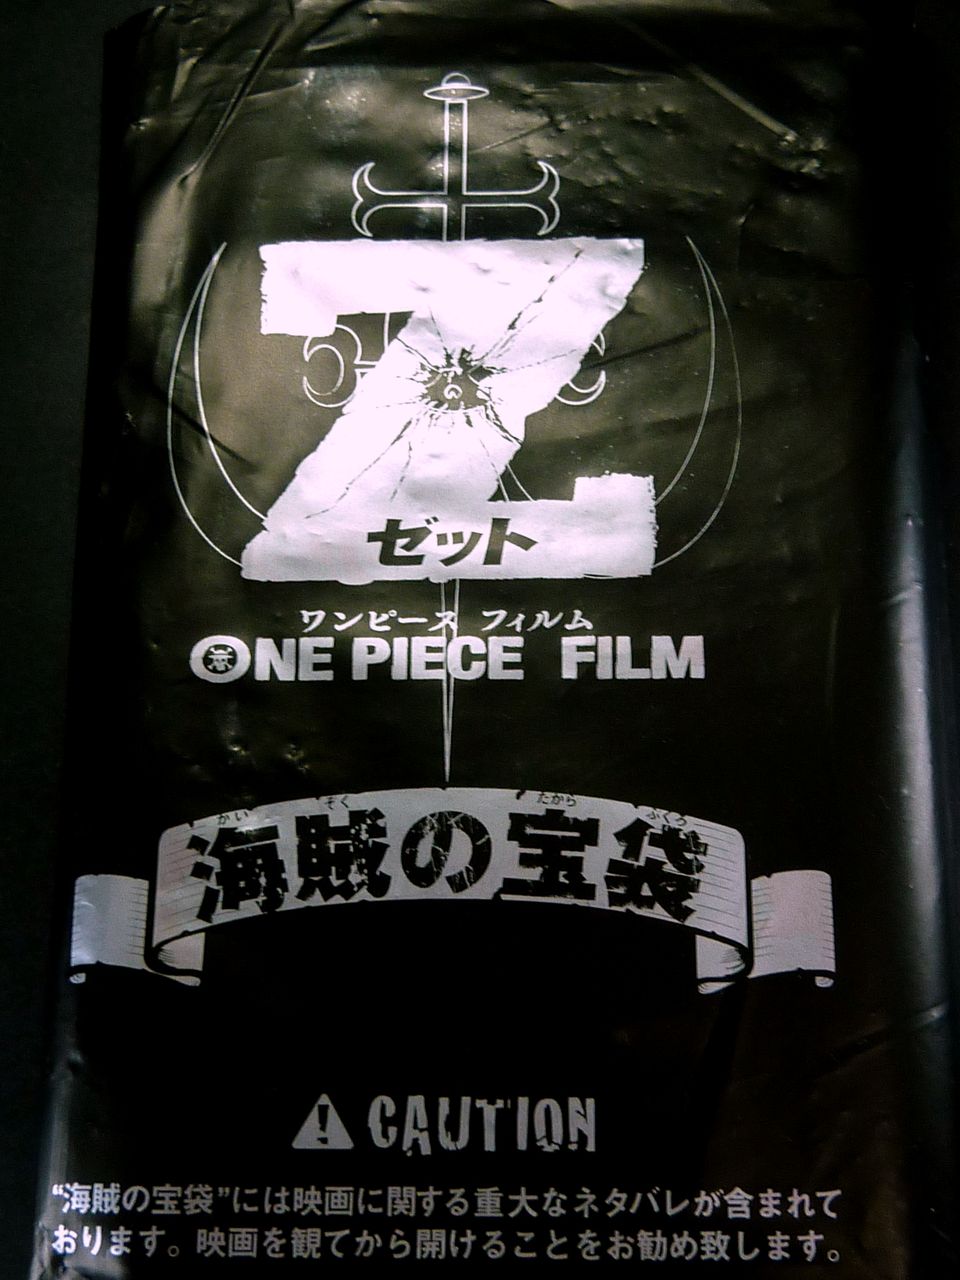 Z
ゼット
ワンピース フィルム
ONE PIECE FILM
かい ぞく たから ぶくろ
海賊の宝袋
CAUTION
“海賊の宝袋”には映画に関する重大なネタバレが含まれて
おります。映画を観てから開けることをお勧め致します。